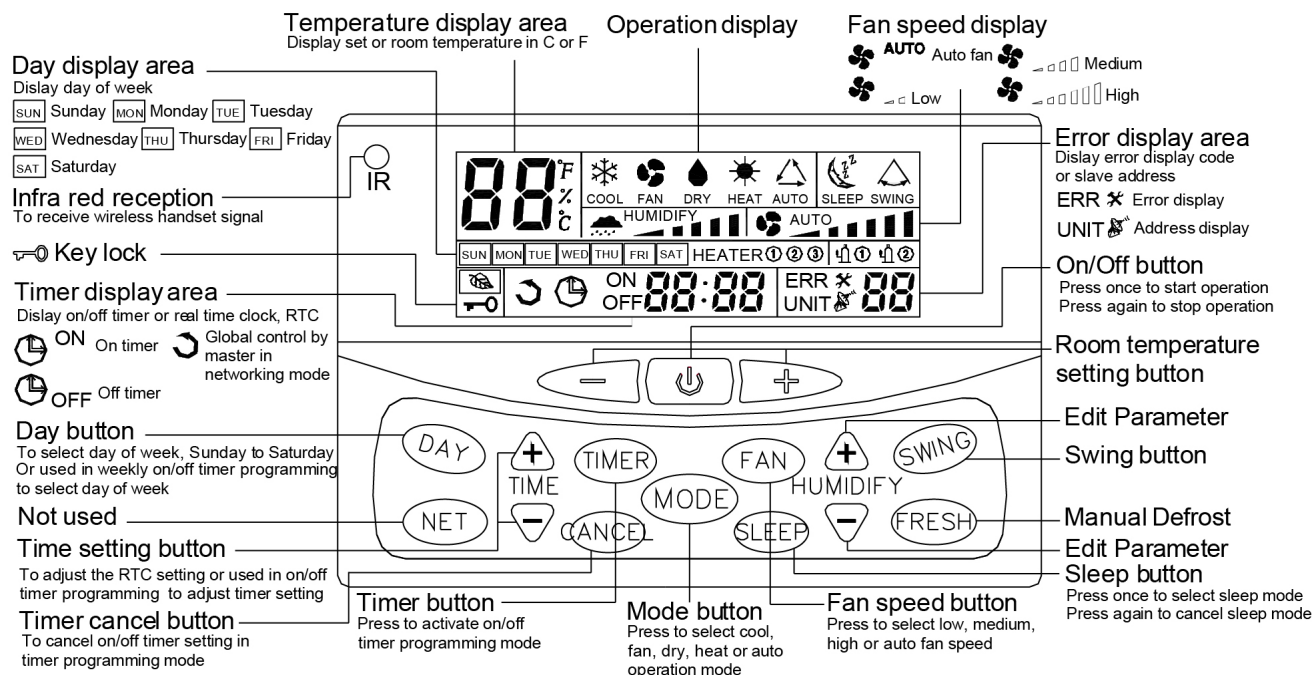 Temperature display area
Display set or room temperature in C or F
Operation display
Fan speed display
AUTO Auto fan
Medium
Low
High
Day display area
Dislay day of week
SUN Sunday MON Monday TUE Tuesday
WED Wednesday THU Thursday FRI Friday
SAT Saturday
Infra red reception
To receive wireless handset signal
Key lock
Timer display area
Dislay on/off timer or real time clock, RTC
ON On timer
Global control by
master in
networking mode
OFF Off timer
Day button
To select day of week, Sunday to Saturday
Or used in weekly on/off timer programming
to select day of week
Not used
Time setting button
To adjust the RTC setting or used in on/off
timer programming to adjust timer setting
Timer cancel button
To cancel on/off timer setting in
timer programming mode
IR
88 °F % °C
COOL FAN DRY HEAT AUTO SLEEP SWING
HUMIDIFY AUTO
SUN MON TUE WED THU FRI SAT HEATER ① ② ③ ① ②
ON
OFF 88:88
ERR
UNIT 88
− +
DAY
+
TIME
−
TIMER
FAN
+
HUMIDIFY
−
SWING
NET
CANCEL
MODE
SLEEP
FRESH
Error display area
Dislay error display code
or slave address
ERR Error display
UNIT Address display
On/Off button
Press once to start operation
Press again to stop operation
Room temperature
setting button
Edit Parameter
Swing button
Manual Defrost
Edit Parameter
Sleep button
Press once to select sleep mode
Press again to cancel sleep mode
Timer button
Press to activate on/off
timer programming mode
Mode button
Press to select cool,
fan, dry, heat or auto
operation mode
Fan speed button
Press to select low, medium,
high or auto fan speed